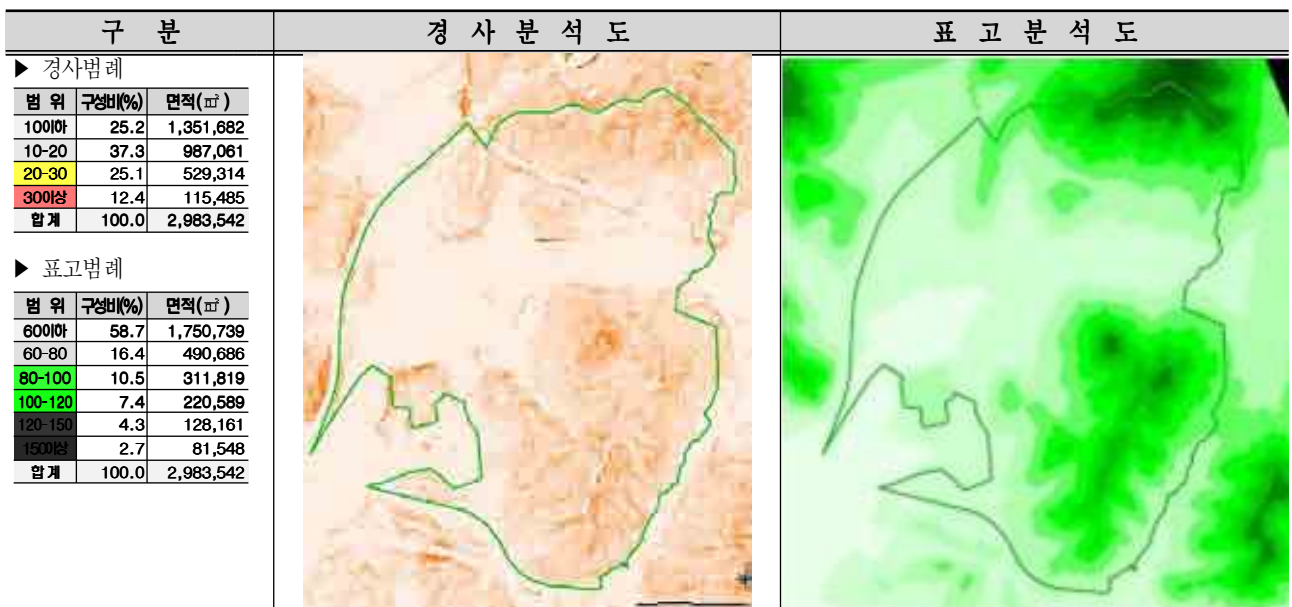 구 분 경 사 분 석 도 표 고 분 석 도
▶ 경사범례
범 위 구성비(%) 면적(㎡)
10이하 25.2 1,351,682
10-20 37.3 987,061
20-30 25.1 529,314
30이상 12.4 115,485
합 계 100.0 2,983,542
▶ 표고범례
범 위 구성비(%) 면적(㎡)
60이하 58.7 1,750,739
60-80 16.4 490,686
80-100 10.5 311,819
100-120 7.4 220,589
120-150 4.3 128,161
150이상 2.7 81,548
합 계 100.0 2,983,542